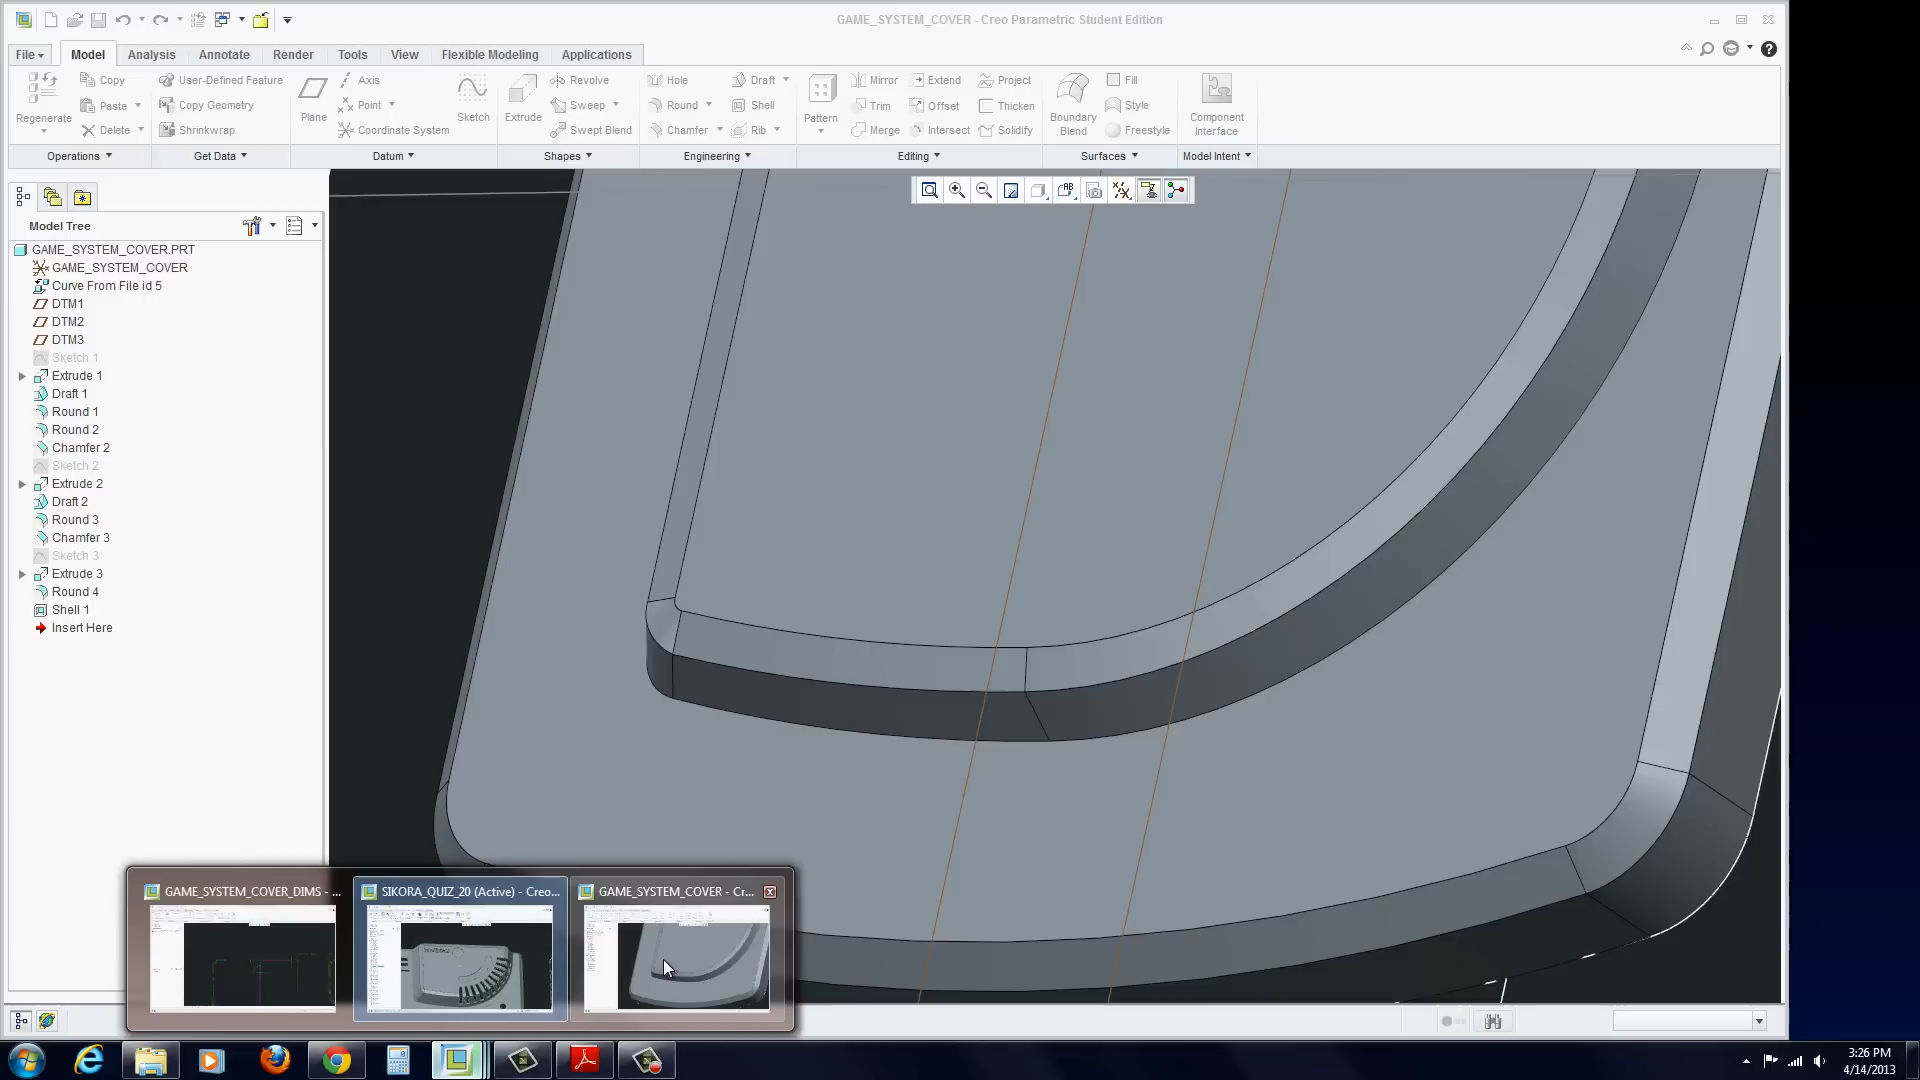 GAME_SYSTEM_COVER - Creo Parametric Student Edition
File Model Analysis Annotate Render Tools View Flexible Modeling Applications
Regenerate
Copy
Paste
Delete
User-Defined Feature
Copy Geometry
Shrinkwrap
Plane
Axis
Point
Coordinate System
Sketch
Extrude
Revolve
Sweep
Swept Blend
Hole
Round
Chamfer
Draft
Shell
Rib
Pattern
Mirror
Trim
Merge
Extend
Offset
Intersect
Project
Thicken
Solidify
Boundary
Blend
Fill
Style
Freestyle
Component
Interface
Operations Get Data Datum Shapes Engineering Editing Surfaces Model Intent
Model Tree
GAME_SYSTEM_COVER.PRT
GAME_SYSTEM_COVER
Curve From File id 5
DTM1
DTM2
DTM3
Sketch 1
Extrude 1
Draft 1
Round 1
Round 2
Chamfer 2
Sketch 2
Extrude 2
Draft 2
Round 3
Chamfer 3
Sketch 3
Extrude 3
Round 4
Shell 1
Insert Here
GAME_SYSTEM_COVER_DIMS - ...
SIKORA_QUIZ_20 (Active) - Creo...
GAME_SYSTEM_COVER - Cr...
3:26 PM
4/14/2013